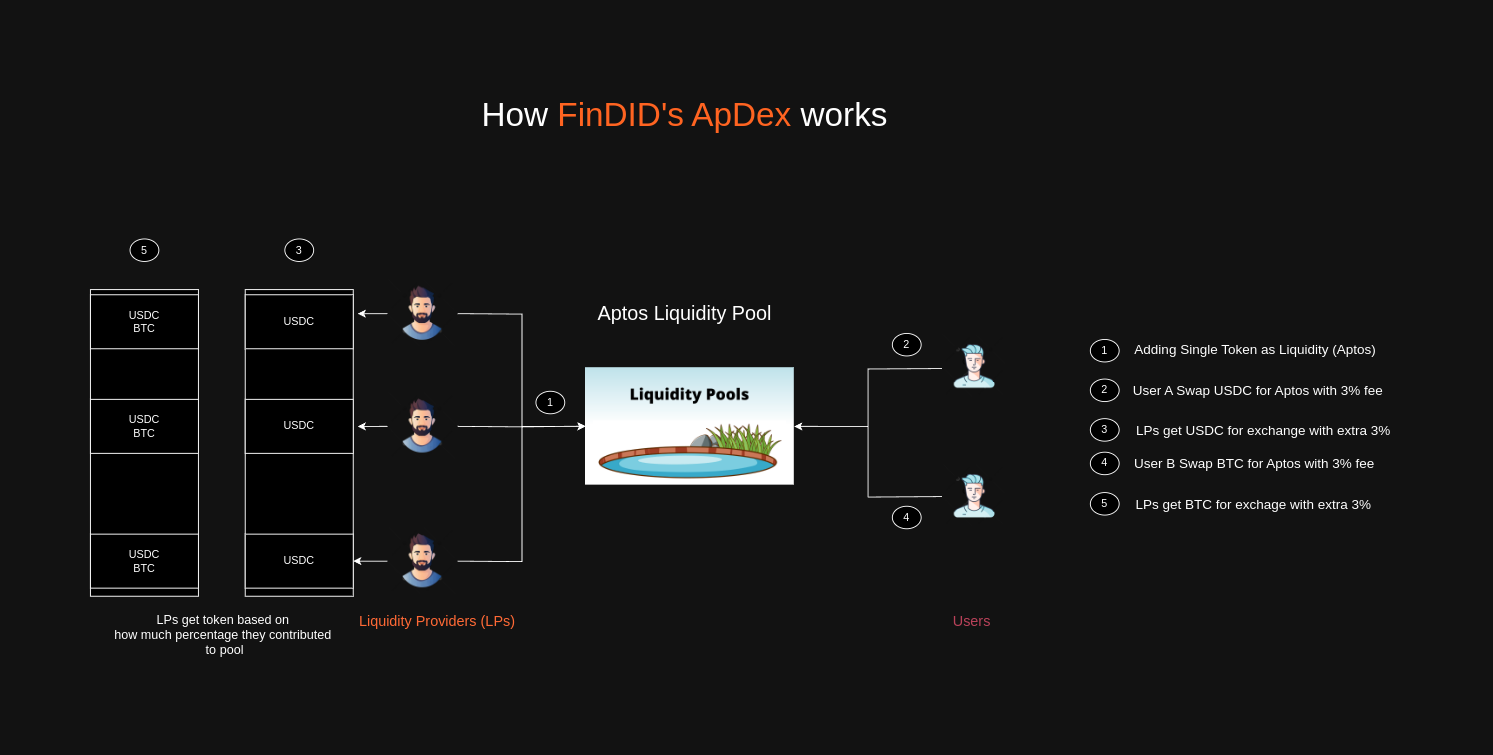 How FinDID's ApDex works
5
3
USDC
BTC
USDC
BTC
USDC
BTC
USDC
USDC
USDC
LPs get token based on
how much percentage they contributed
to pool
Liquidity Providers (LPs)
1
Aptos Liquidity Pool
Liquidity Pools
2
4
Users
1 Adding Single Token as Liquidity (Aptos)
2 User A Swap USDC for Aptos with 3% fee
3 LPs get USDC for exchange with extra 3%
4 User B Swap BTC for Aptos with 3% fee
5 LPs get BTC for exchage with extra 3%